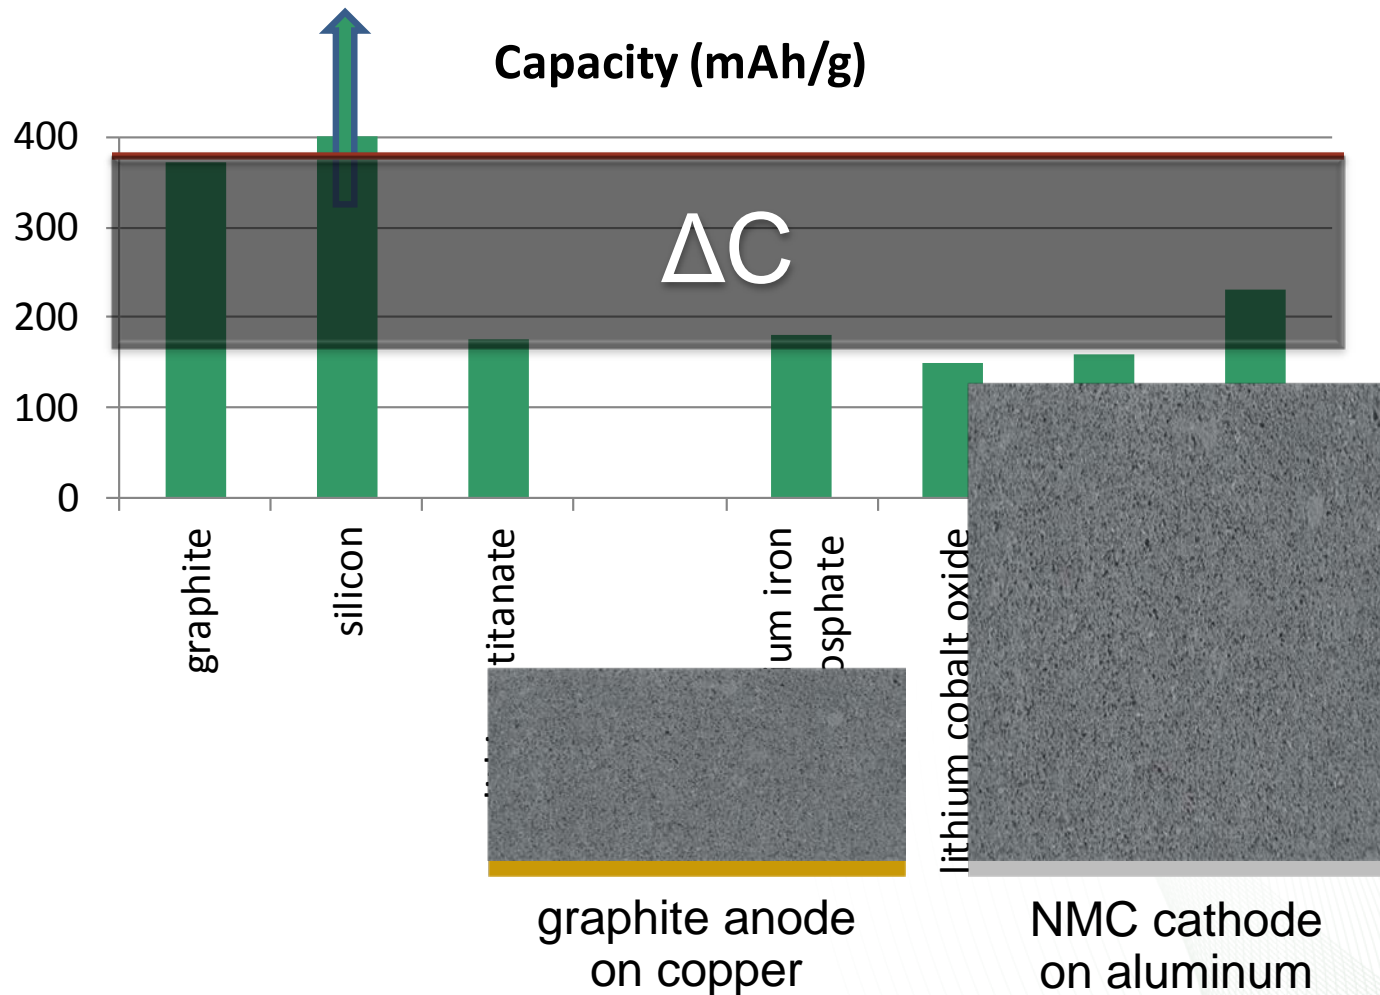 Capacity (mAh/g)
400
300
200
100
0
ΔC
graphite
silicon
titanate
um iron
osphate
lithium cobalt oxide
graphite anode
on copper
NMC cathode
on aluminum